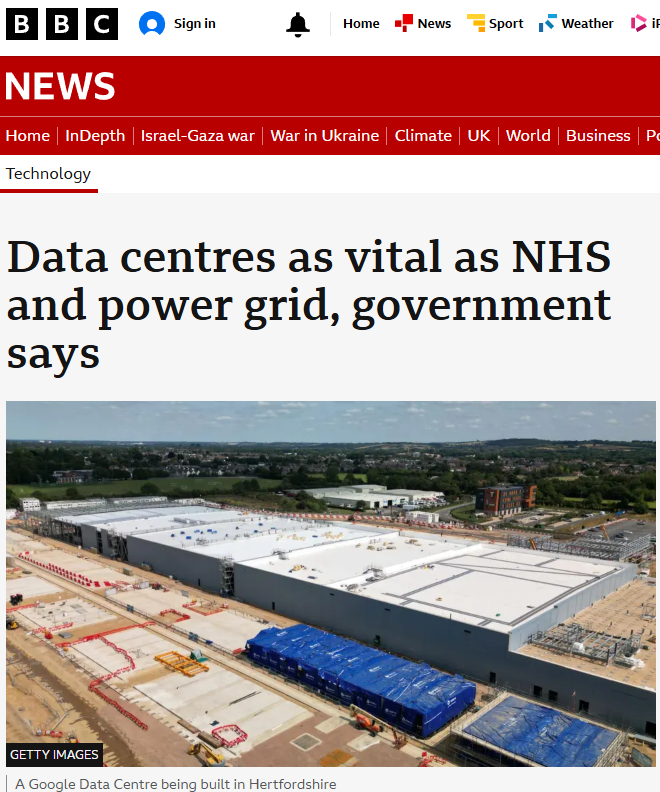 BBC Sign in Home News Sport Weather iP
NEWS
Home InDepth Israel-Gaza war War in Ukraine Climate UK World Business Po
Technology
Data centres as vital as NHS
and power grid, government
says
GETTY IMAGES
A Google Data Centre being built in Hertfordshire